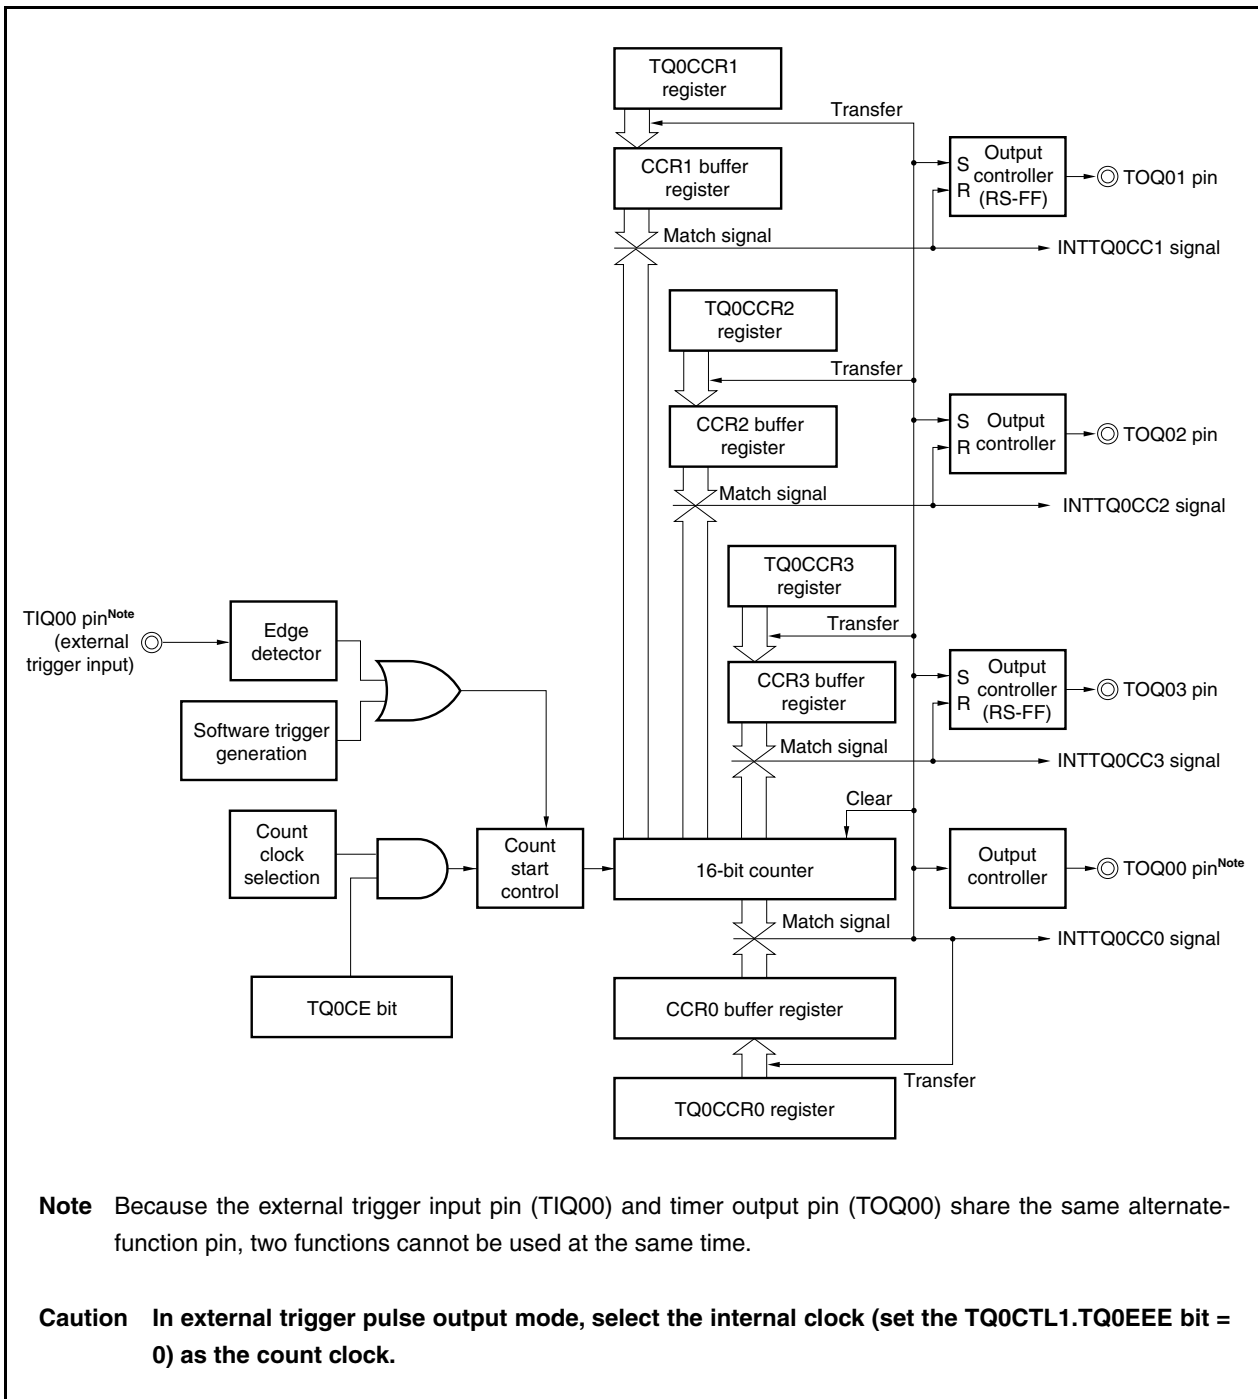 TQ0CCR1
register
Transfer
CCR1 buffer
register
S
R
Output
controller
(RS-FF)
TOQ01 pin
Match signal
INTTQ0CC1 signal
TQ0CCR2
register
Transfer
CCR2 buffer
register
S
R
Output
controller
TOQ02 pin
Match signal
INTTQ0CC2 signal
TQ0CCR3
register
Transfer
CCR3 buffer
register
S
R
Output
controller
(RS-FF)
TOQ03 pin
Match signal
INTTQ0CC3 signal
TIQ00 pinNote
(external
trigger input)
Edge
detector
Software trigger
generation
Clear
Count
clock
selection
Count
start
control
16-bit counter
Output
controller
TOQ00 pinNote
Match signal
INTTQ0CC0 signal
TQ0CE bit
CCR0 buffer register
Transfer
TQ0CCR0 register
Note Because the external trigger input pin (TIQ00) and timer output pin (TOQ00) share the same alternate-
function pin, two functions cannot be used at the same time.
Caution In external trigger pulse output mode, select the internal clock (set the TQ0CTL1.TQ0EEE bit =
0) as the count clock.